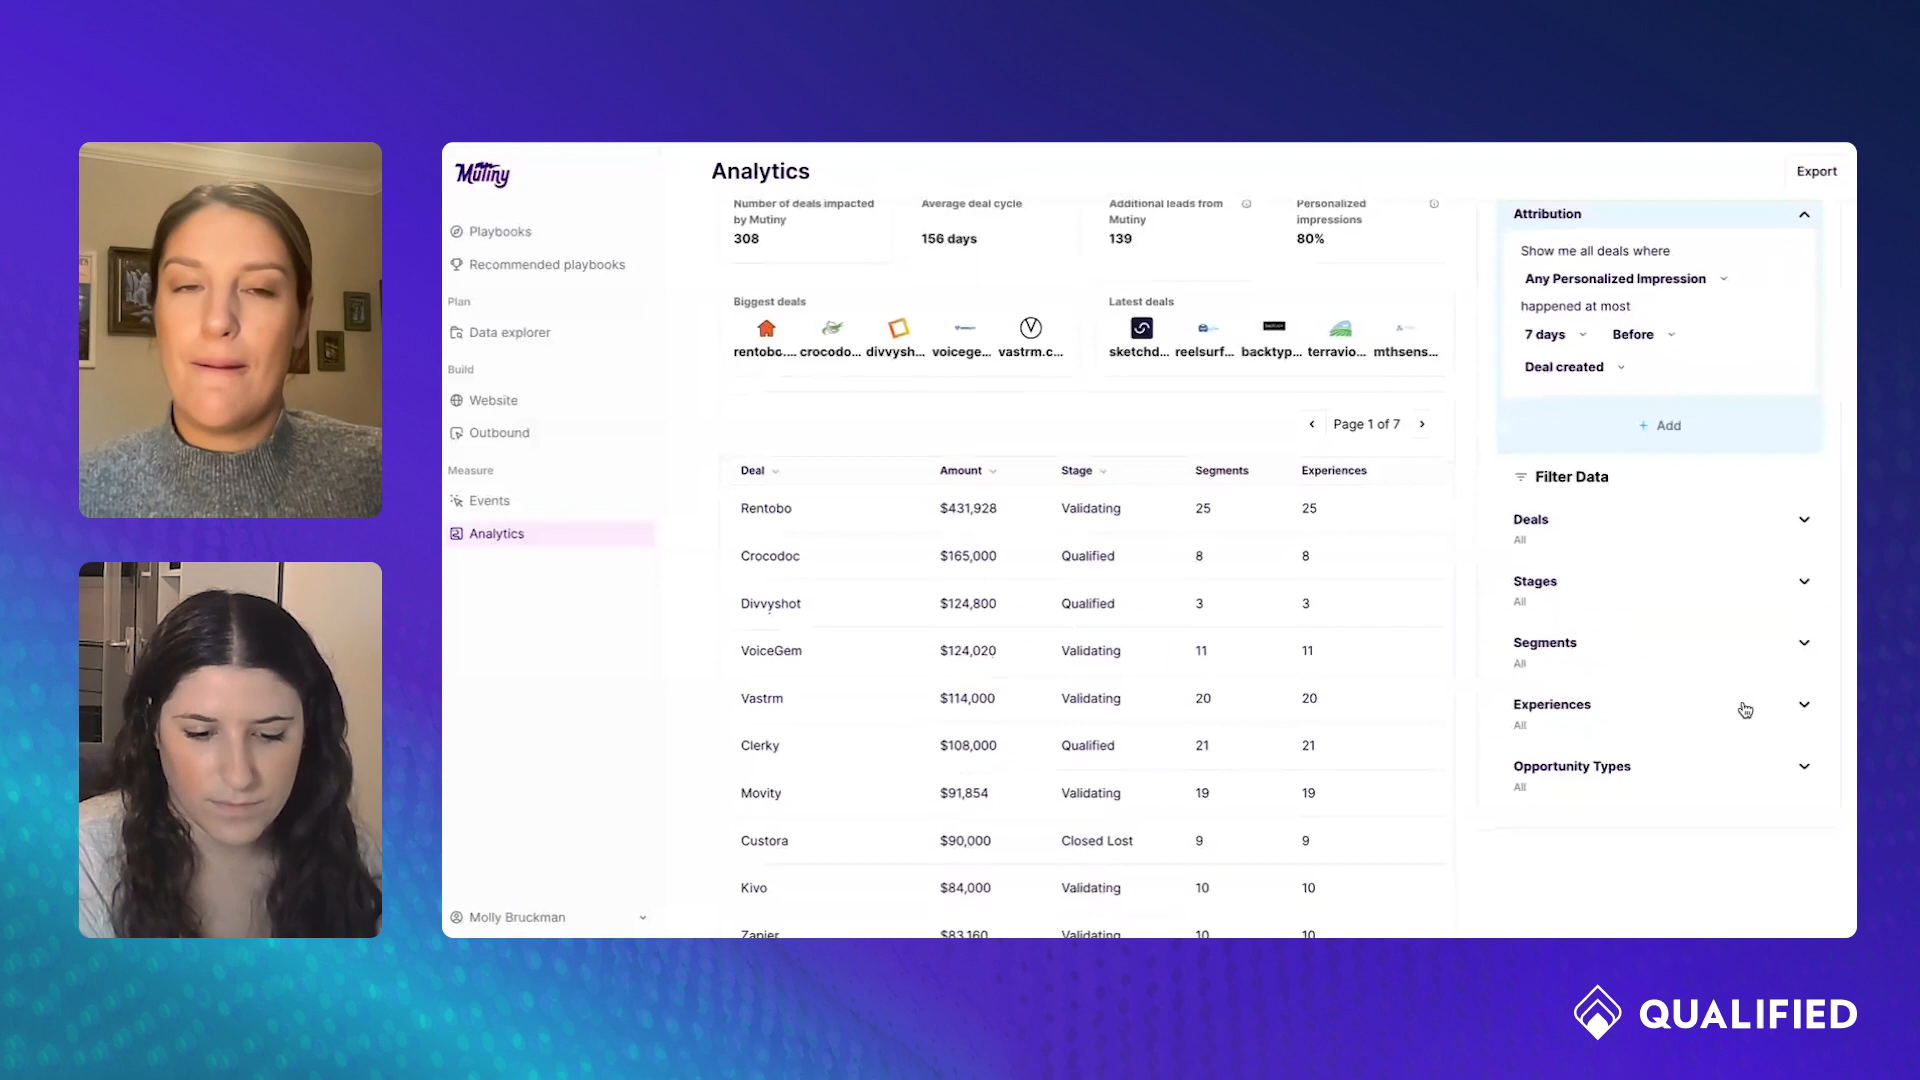 Mutiny
Playbooks
Recommended playbooks
Plan
Data explorer
Build
Website
Outbound
Measure
Events
Analytics
Molly Bruckman
Analytics
Export
Number of deals impacted by Mutiny
308
Average deal cycle
156 days
Additional leads from Mutiny
139
Personalized impressions
80%
Biggest deals
rentobo.... crocodo... divvysh... voicege... vastrm.c...
Latest deals
sketchd... reelsurf... backtyp... terravio... mthsens...
Page 1 of 7
Deal Amount Stage Segments Experiences
Rentobo $431,928 Validating 25 25
Crocodoc $165,000 Qualified 8 8
Divvyshot $124,800 Qualified 3 3
VoiceGem $124,020 Validating 11 11
Vastrm $114,000 Validating 20 20
Clerky $108,000 Qualified 21 21
Movity $91,854 Validating 19 19
Custora $90,000 Closed Lost 9 9
Kivo $84,000 Validating 10 10
Zapier $83,160 Validating 10 10
Attribution
Show me all deals where
Any Personalized Impression
happened at most
7 days Before
Deal created
+ Add
Filter Data
Deals
All
Stages
All
Segments
All
Experiences
All
Opportunity Types
All
QUALIFIED